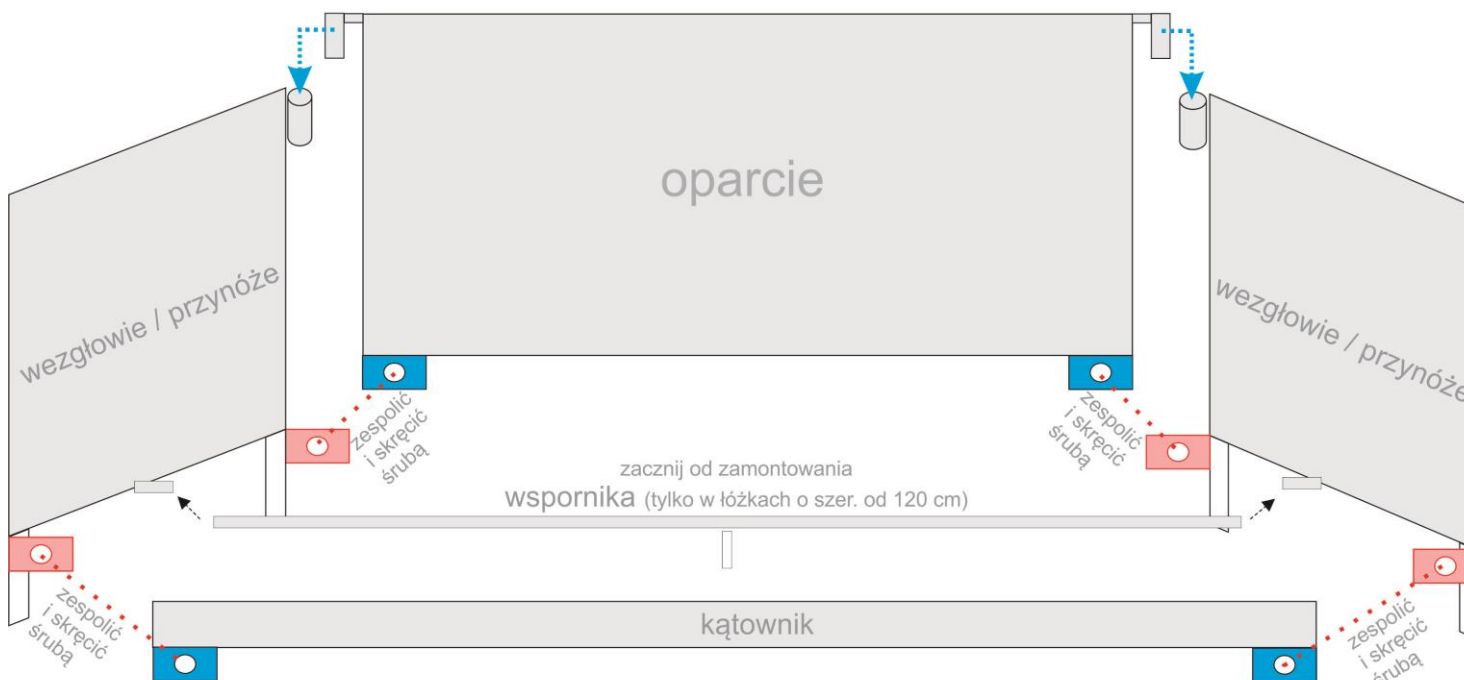 oparcie
wezgłowie / przynóże
wezgłowie / przynóże
zespolić
i skręcić
śrubą
zespolić
i skręcić
śrubą
zacznij od zamontowania
wspornika (tylko w łóżkach o szer. od 120 cm)
zespolić
i skręcić
śrubą
kątownik
zespolić
i skręcić
śrubą